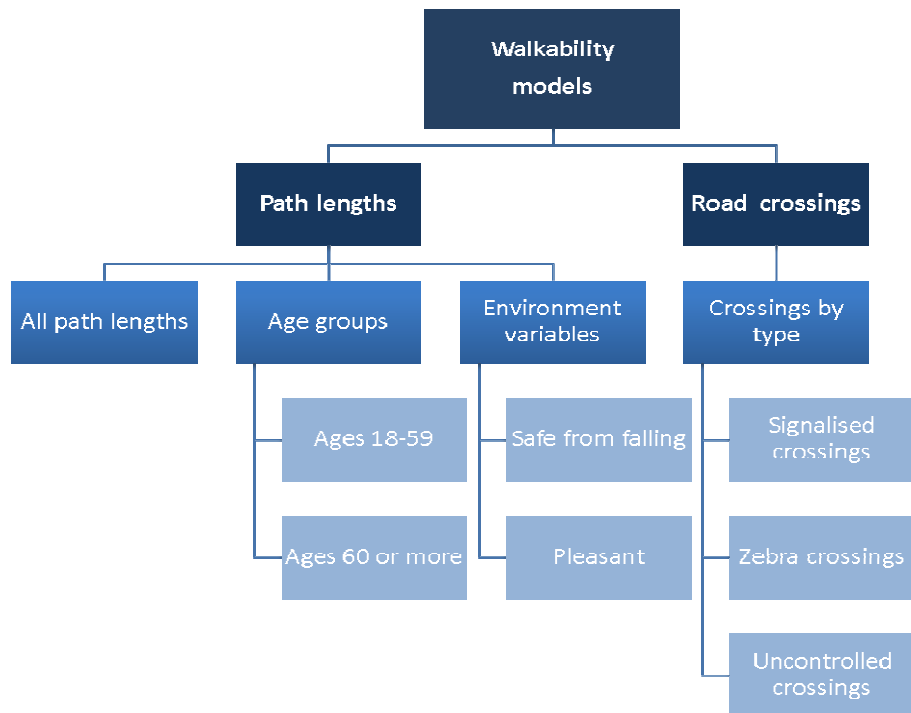 Walkability
models
Path lengths
Road crossings
All path lengths
Age groups
Environment
variables
Crossings by
type
Ages 18-59
Safe from falling
Signalised
crossings
Ages 60 or more
Pleasant
Zebra crossings
Uncontrolled
crossings